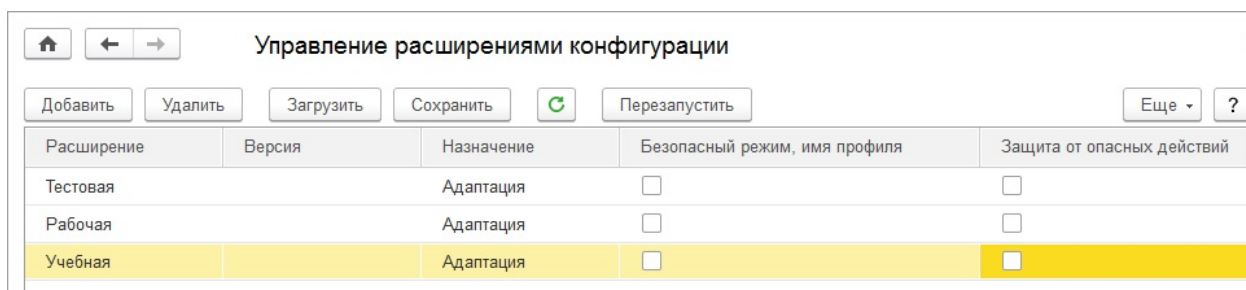 Управление расширениями конфигурации
Добавить Удалить Загрузить Сохранить Перезапустить Еще ?
Расширение Версия Назначение Безопасный режим, имя профиля Защита от опасных действий
Тестовая Адаптация
Рабочая Адаптация
Учебная Адаптация